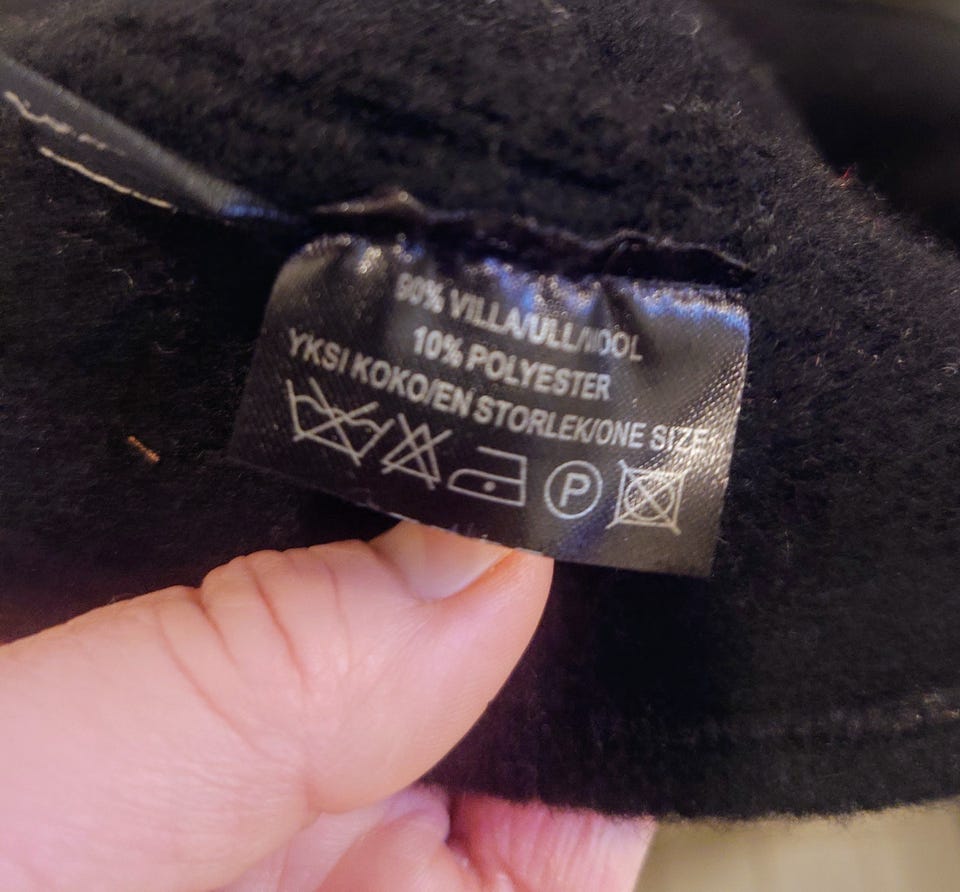 90% VILLA/ULL/WOOL
10% POLYESTER
YKSI KOKO/EN STORLEK/ONE SIZE
P